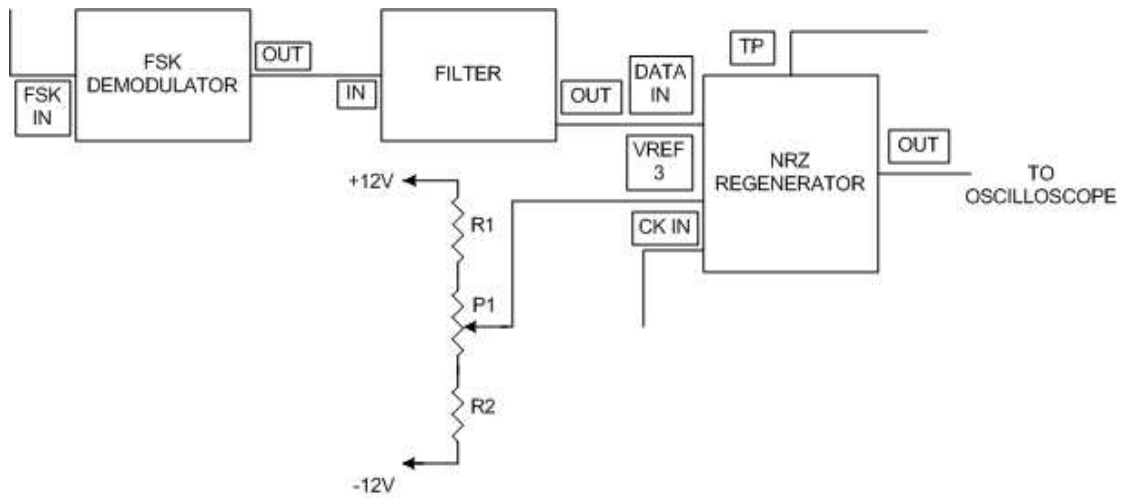 FSK
DEMODULATOR
OUT
FSK
IN
FILTER
IN
OUT
TP
DATA
IN
VREF
3
CK IN
NRZ
REGENERATOR
OUT
TO
OSCILLOSCOPE
+12V
R1
P1
R2
-12V